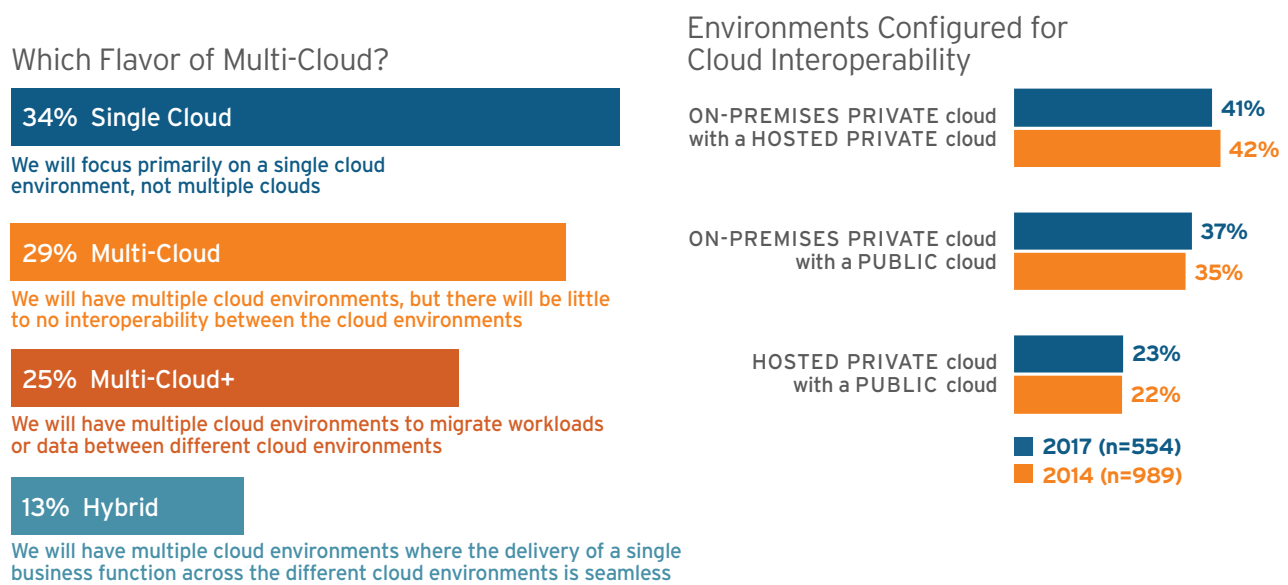 Which Flavor of Multi-Cloud?
34% Single Cloud
We will focus primarily on a single cloud
environment, not multiple clouds
29% Multi-Cloud
We will have multiple cloud environments, but there will be little
to no interoperability between the cloud environments
25% Multi-Cloud+
We will have multiple cloud environments to migrate workloads
or data between different cloud environments
13% Hybrid
We will have multiple cloud environments where the delivery of a single
business function across the different cloud environments is seamless
Environments Configured for
Cloud Interoperability
ON-PREMISES PRIVATE cloud
with a HOSTED PRIVATE cloud
41%
42%
ON-PREMISES PRIVATE cloud
with a PUBLIC cloud
37%
35%
HOSTED PRIVATE cloud
with a PUBLIC cloud
23%
22%
2017 (n=554)
2014 (n=989)